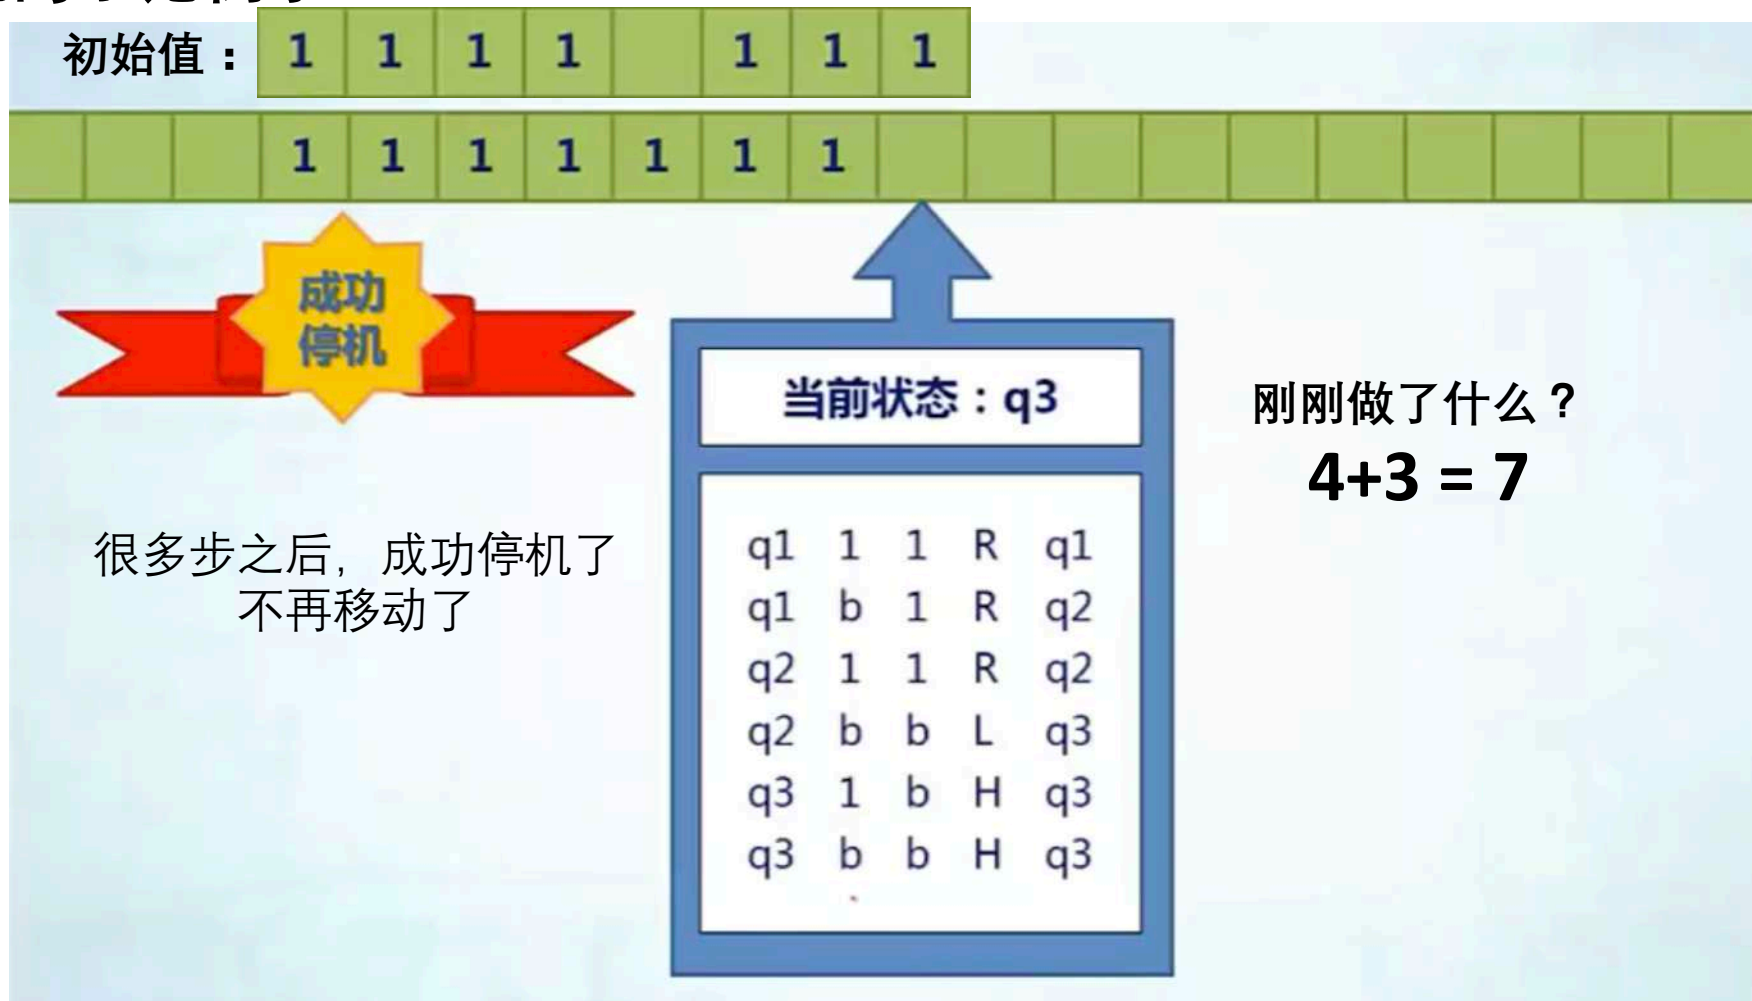 初始值： 1 1 1 1 1 1 1
1 1 1 1 1 1 1
成功
停机
当前状态：q3
刚刚做了什么？
4+3 = 7
很多步之后，成功停机了
不再移动了
q1 1 1 R q1
q1 b 1 R q2
q2 1 1 R q2
q2 b b L q3
q3 1 b H q3
q3 b b H q3